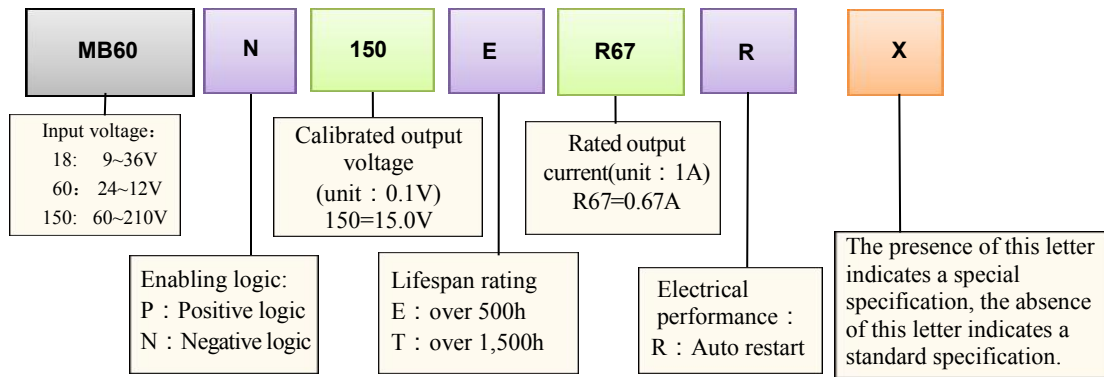 MB60 N 150 E R67 R X
Input voltage：
18: 9~36V
60： 24~12V
150: 60~210V
Calibrated output
voltage
(unit：0.1V)
150=15.0V
Rated output
current(unit：1A)
R67=0.67A
Enabling logic:
P：Positive logic
N：Negative logic
Lifespan rating
E：over 500h
T：over 1,500h
Electrical
performance：
R：Auto restart
The presence of this letter
indicates a special
specification, the absence
of this letter indicates a
standard specification.